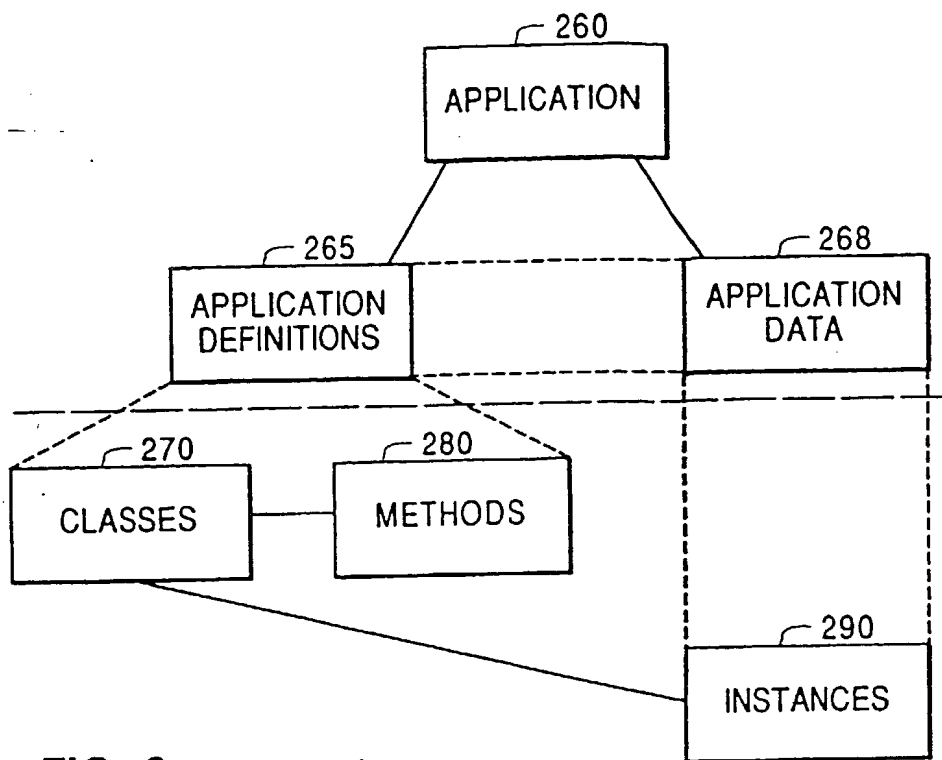 260
APPLICATION
265
APPLICATION
DEFINITIONS
268
APPLICATION
DATA
270
CLASSES
280
METHODS
290
INSTANCES